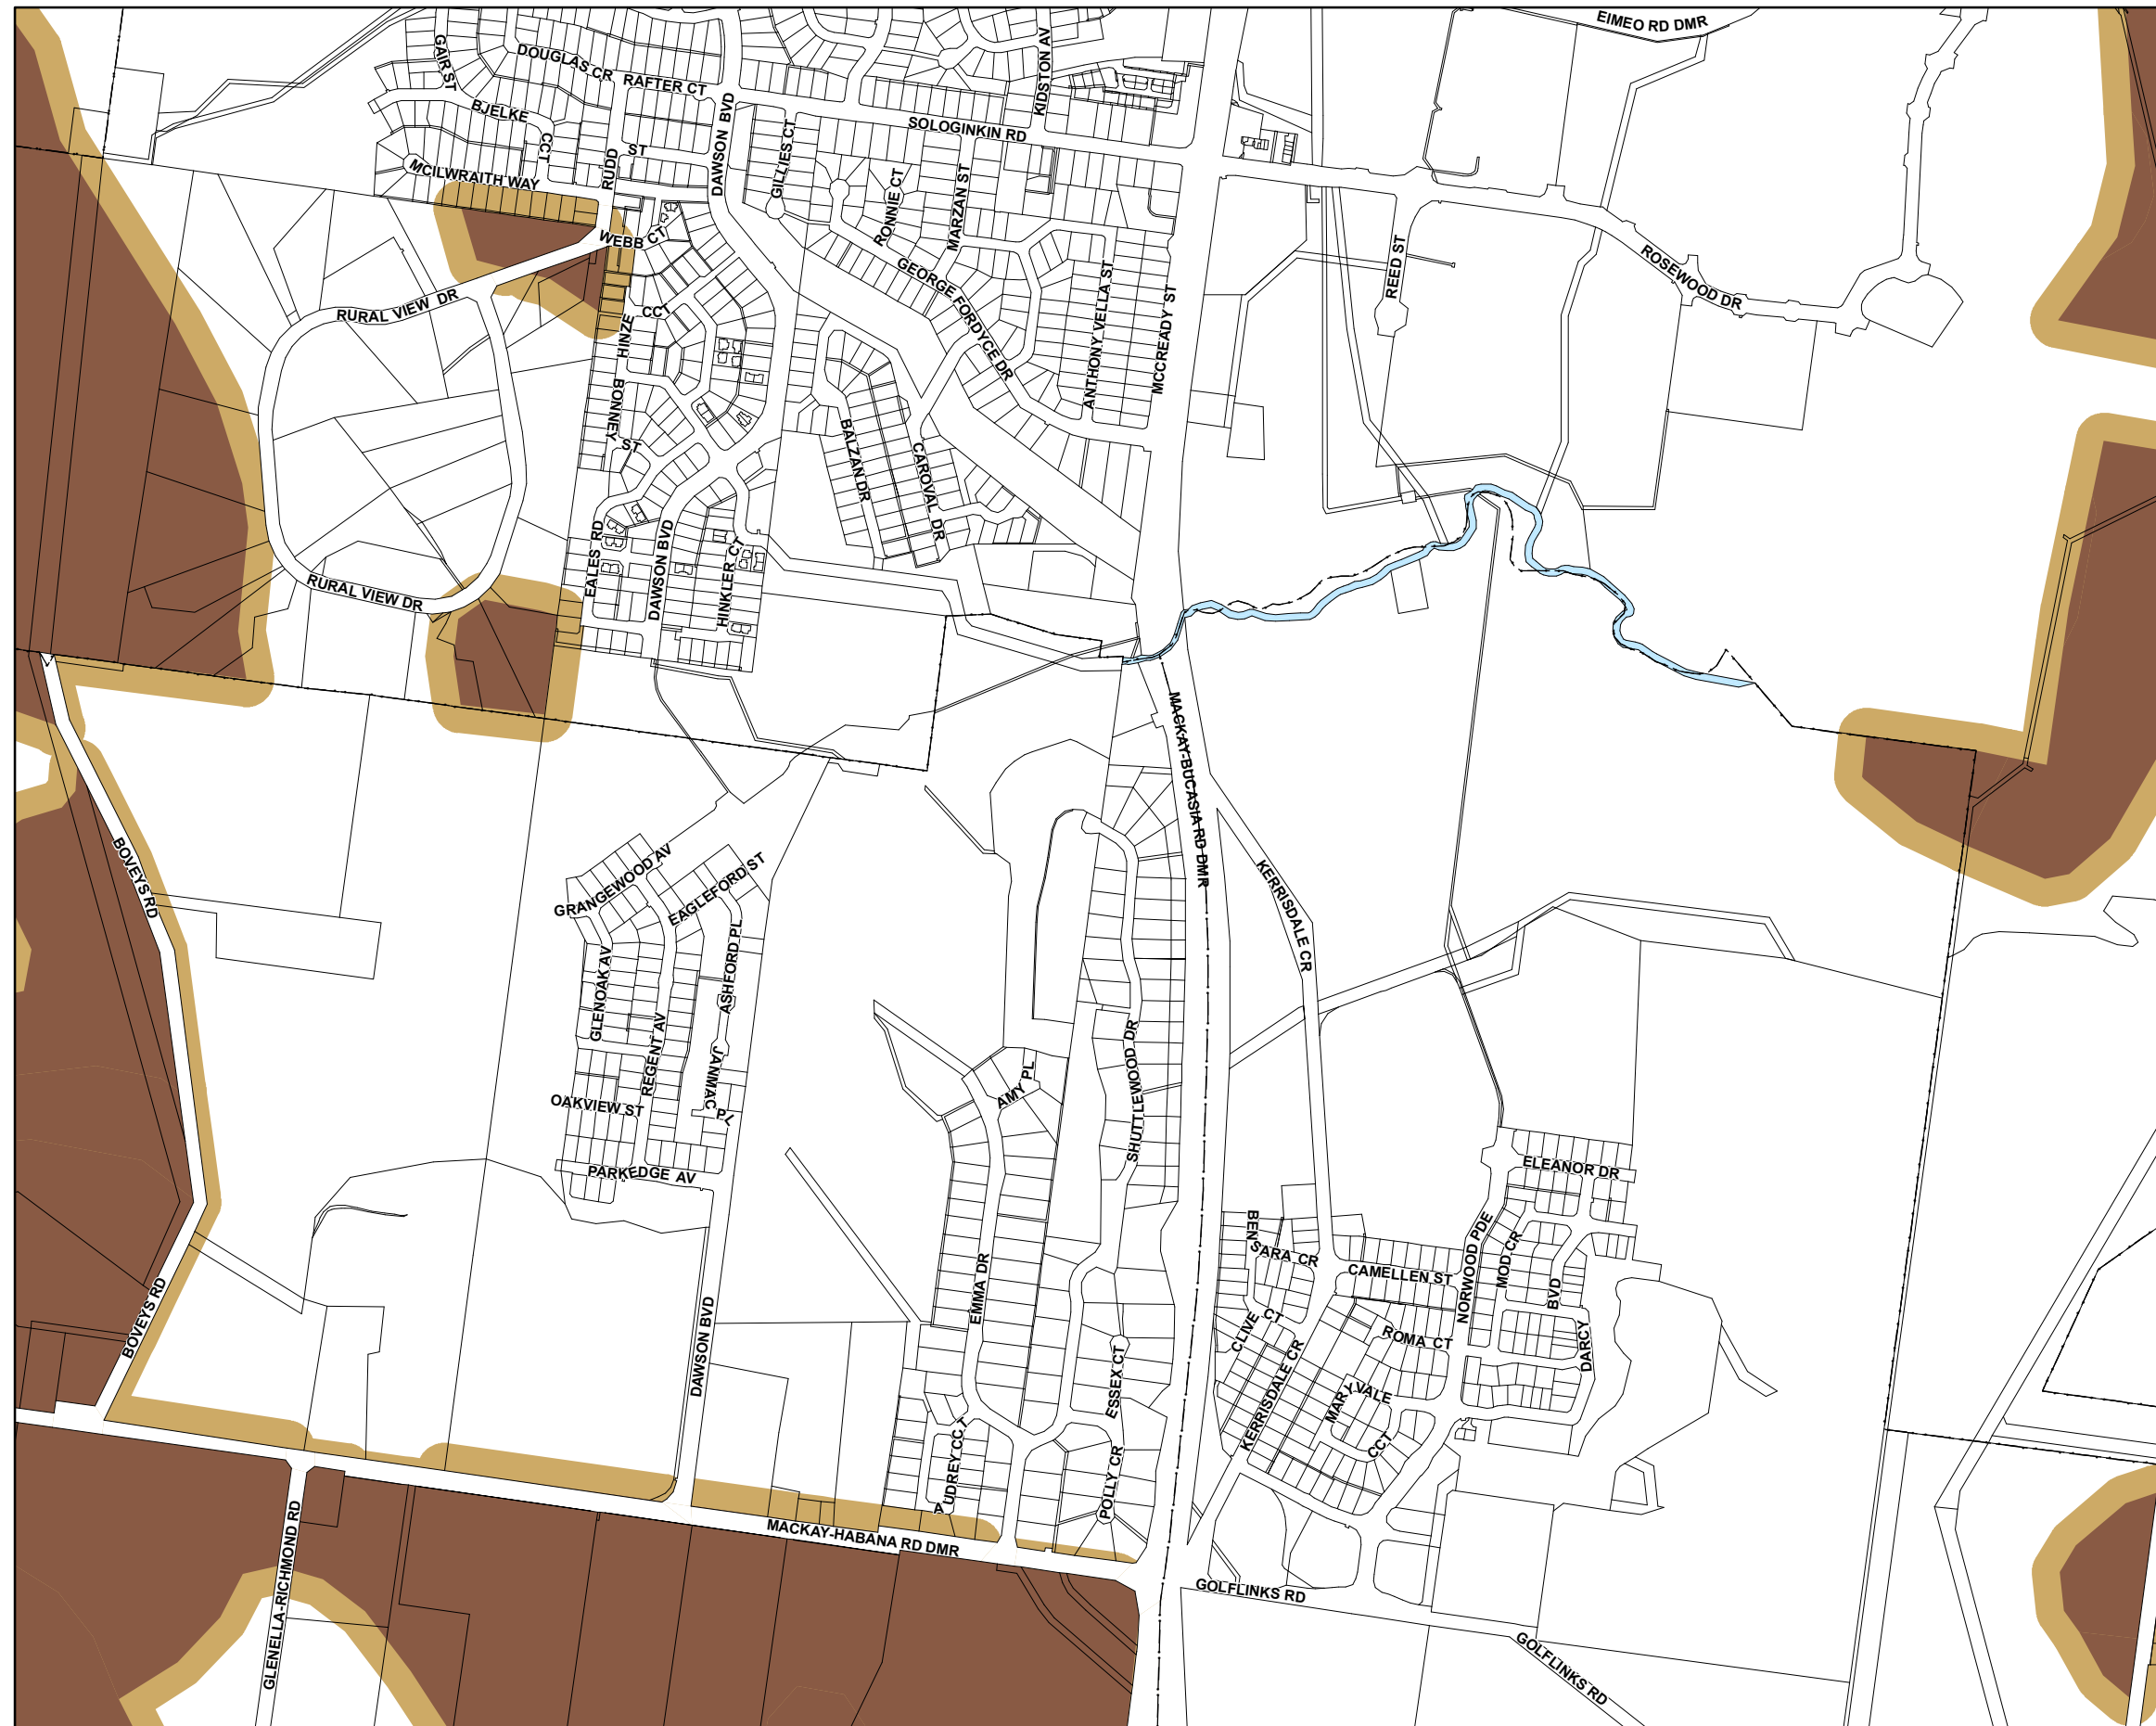 EIMEO RD DMR
GAIR ST
DOUGLAS CR
RAFTER CT
KIDSTON AV
BJELKE
CCT
DAWSON BVD
GILLIES CT
SOLOGINKIN RD
MCILWRAITH WAY
RUDD
ST
RONNIE CT
MARZAN ST
WEBB CT
REED ST
ROSEWOOD DR
RURAL VIEW DR
HINZE
CCT
GEORGE FORDYCE DR
ANTHONY VELLA ST
MCCREADY ST
BONNEY
ST
BALZAN DR
CAROVAL DR
EALES RD
DAWSON BVD
HINKLER CT
RURAL VIEW DR
MACKAY-BUCASIA RD DMR
BOVEYS RD
GRANGEWOOD AV
EAGLEFORD ST
KERRISDALE CR
GLENOAK AV
REGENT AV
ASHFORD PL
JANMAC
PL
OAKVIEW ST
PARKEDGE AV
AMY PL
SHUTTLEWOOD DR
ELEANOR DR
BEN
SARA CR
CAMELLEN ST
NORWOOD PDE
MOD CR
BVD
DARCY
EMMA DR
CLIVE CT
ROMA CT
BOVEYS RD
DAWSON BVD
ESSEX CT
KERRISDALE CR
MARYVALE
CCT
AUDREY CCT
POLLY CR
GLENELLA-RICHMOND RD
MACKAY-HABANA RD DMR
GOLFLINKS RD
GOLFLINKS RD